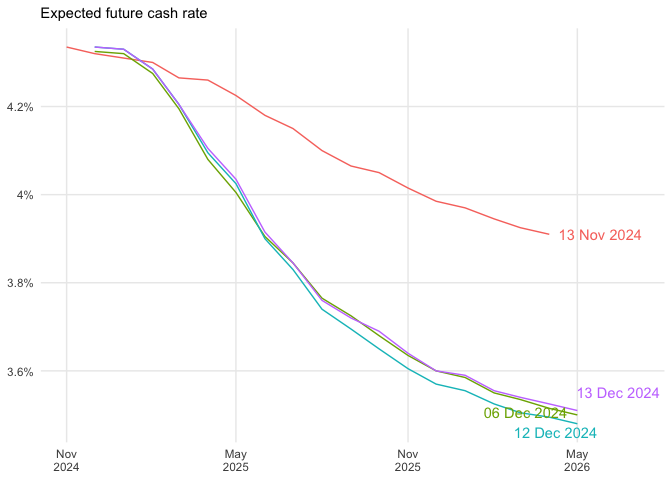 Expected future cash rate
4.2%
4%
3.8%
3.6%
13 Nov 2024
13 Dec 2024
06 Dec 2024
12 Dec 2024
Nov
2024
May
2025
Nov
2025
May
2026